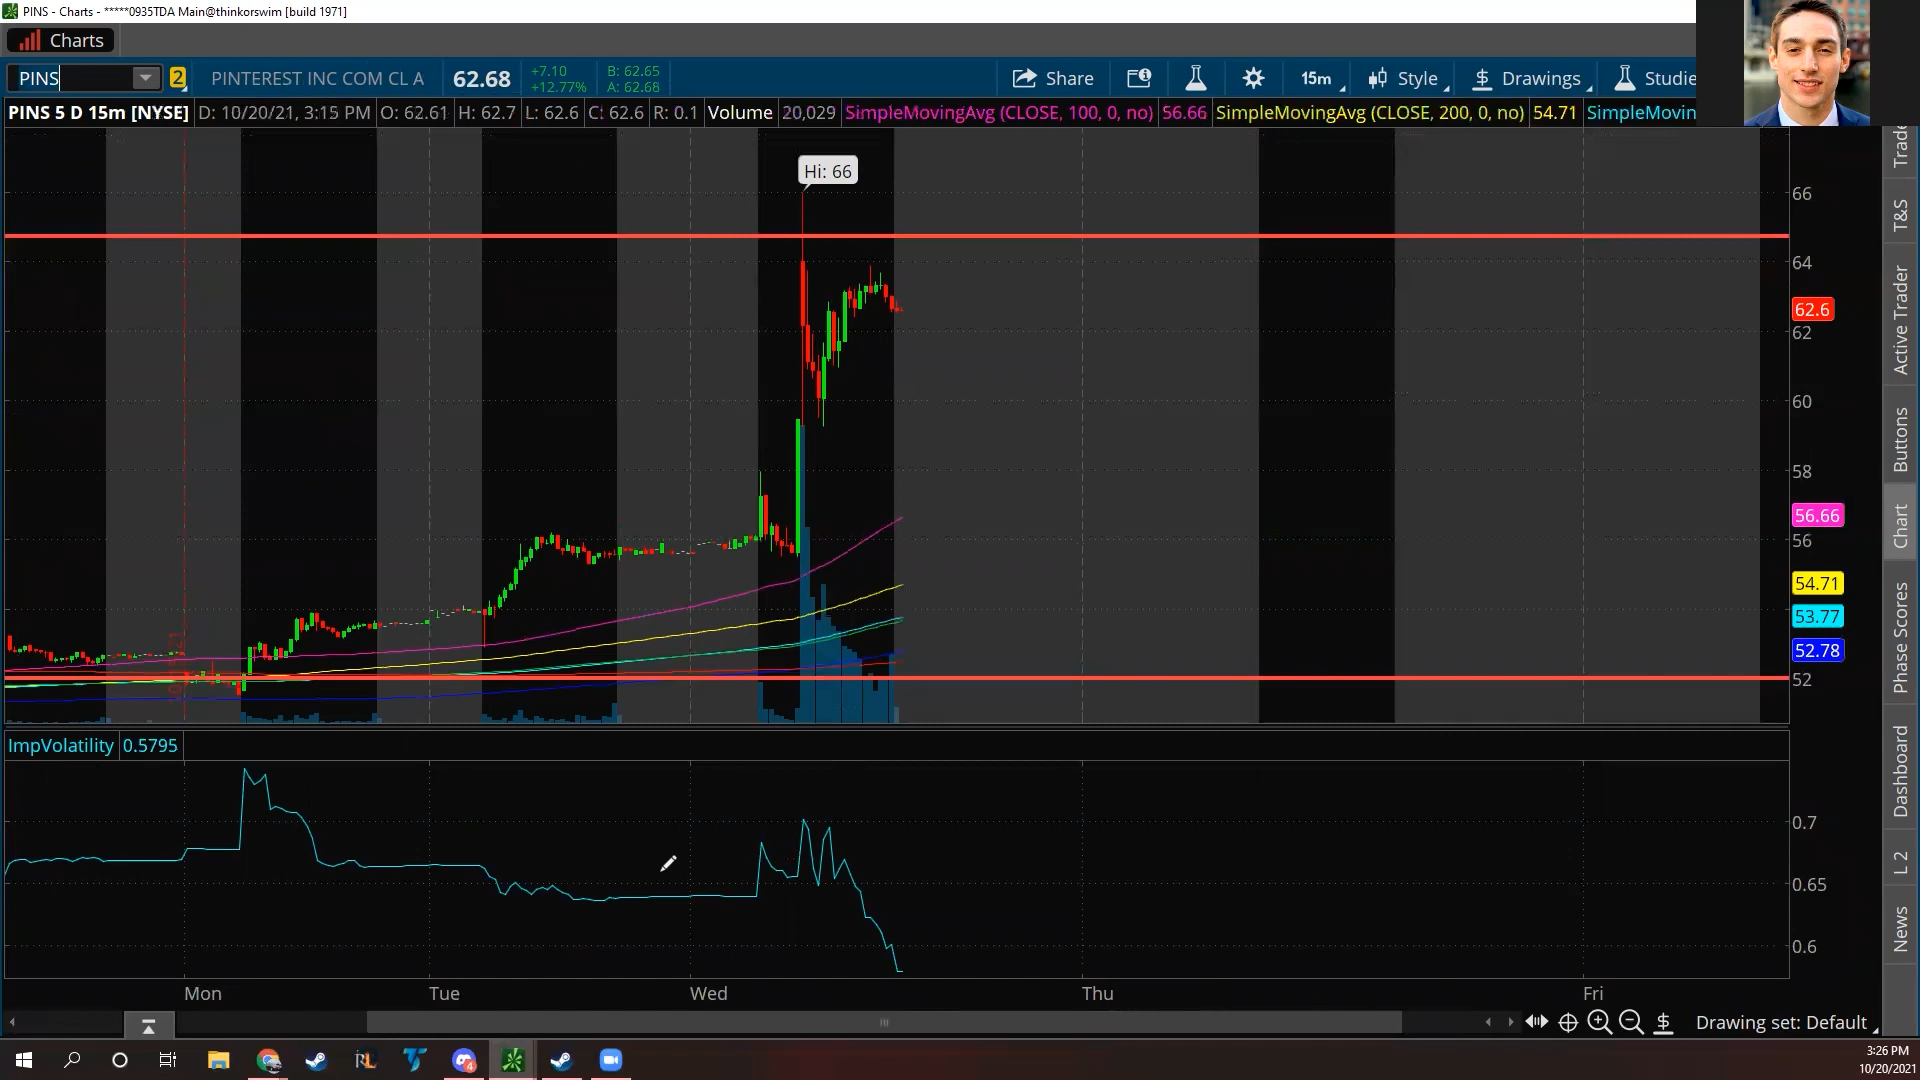 PINS - Charts - *****0935TDA Main@thinkorswim [build 1971]
Charts
PINS 2 PINTEREST INC COM CL A 62.68 +7.10 B: 62.65
+12.77% A: 62.68
Share 15m Style $ Drawings Studie
PINS 5 D 15m [NYSE] D: 10/20/21, 3:15 PM O: 62.61 H: 62.7 L: 62.6 C: 62.6 R: 0.1 Volume 20,029 SimpleMovingAvg (CLOSE, 100, 0, no) 56.66 SimpleMovingAvg (CLOSE, 200, 0, no) 54.71 SimpleMovin
Hi: 66
66
64
62.6
62
60
58
56.66
56
54.71
53.77
52.78
52
ImpVolatility 0.5795
0.7
0.65
0.6
Mon Tue Wed Thu Fri
Drawing set: Default
Trade
T&S
Active Trader
Buttons
Chart
Phase Scores
Dashboard
L 2
News
RL
4
3:26 PM
10/20/2021